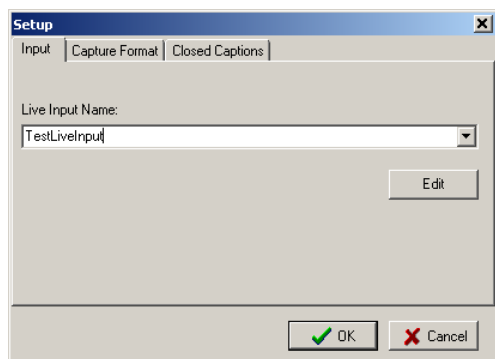 Setup
Input Capture Format Closed Captions
Live Input Name:
TestLiveInput
Edit
OK Cancel